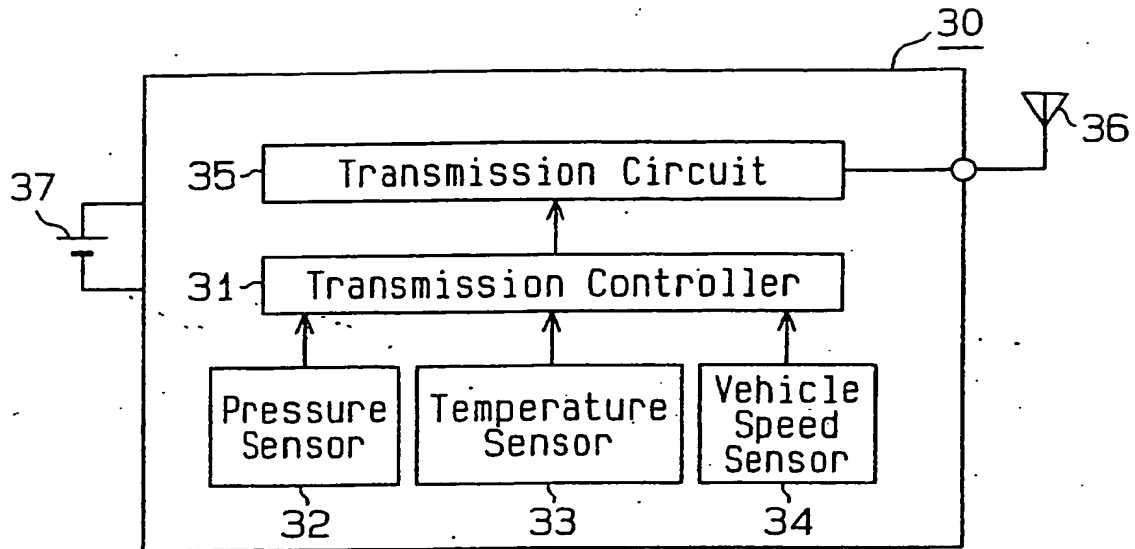 30
36
35
Transmission Circuit
37
31
Transmission Controller
Pressure
Sensor
Temperature
Sensor
Vehicle
Speed
Sensor
32
33
34